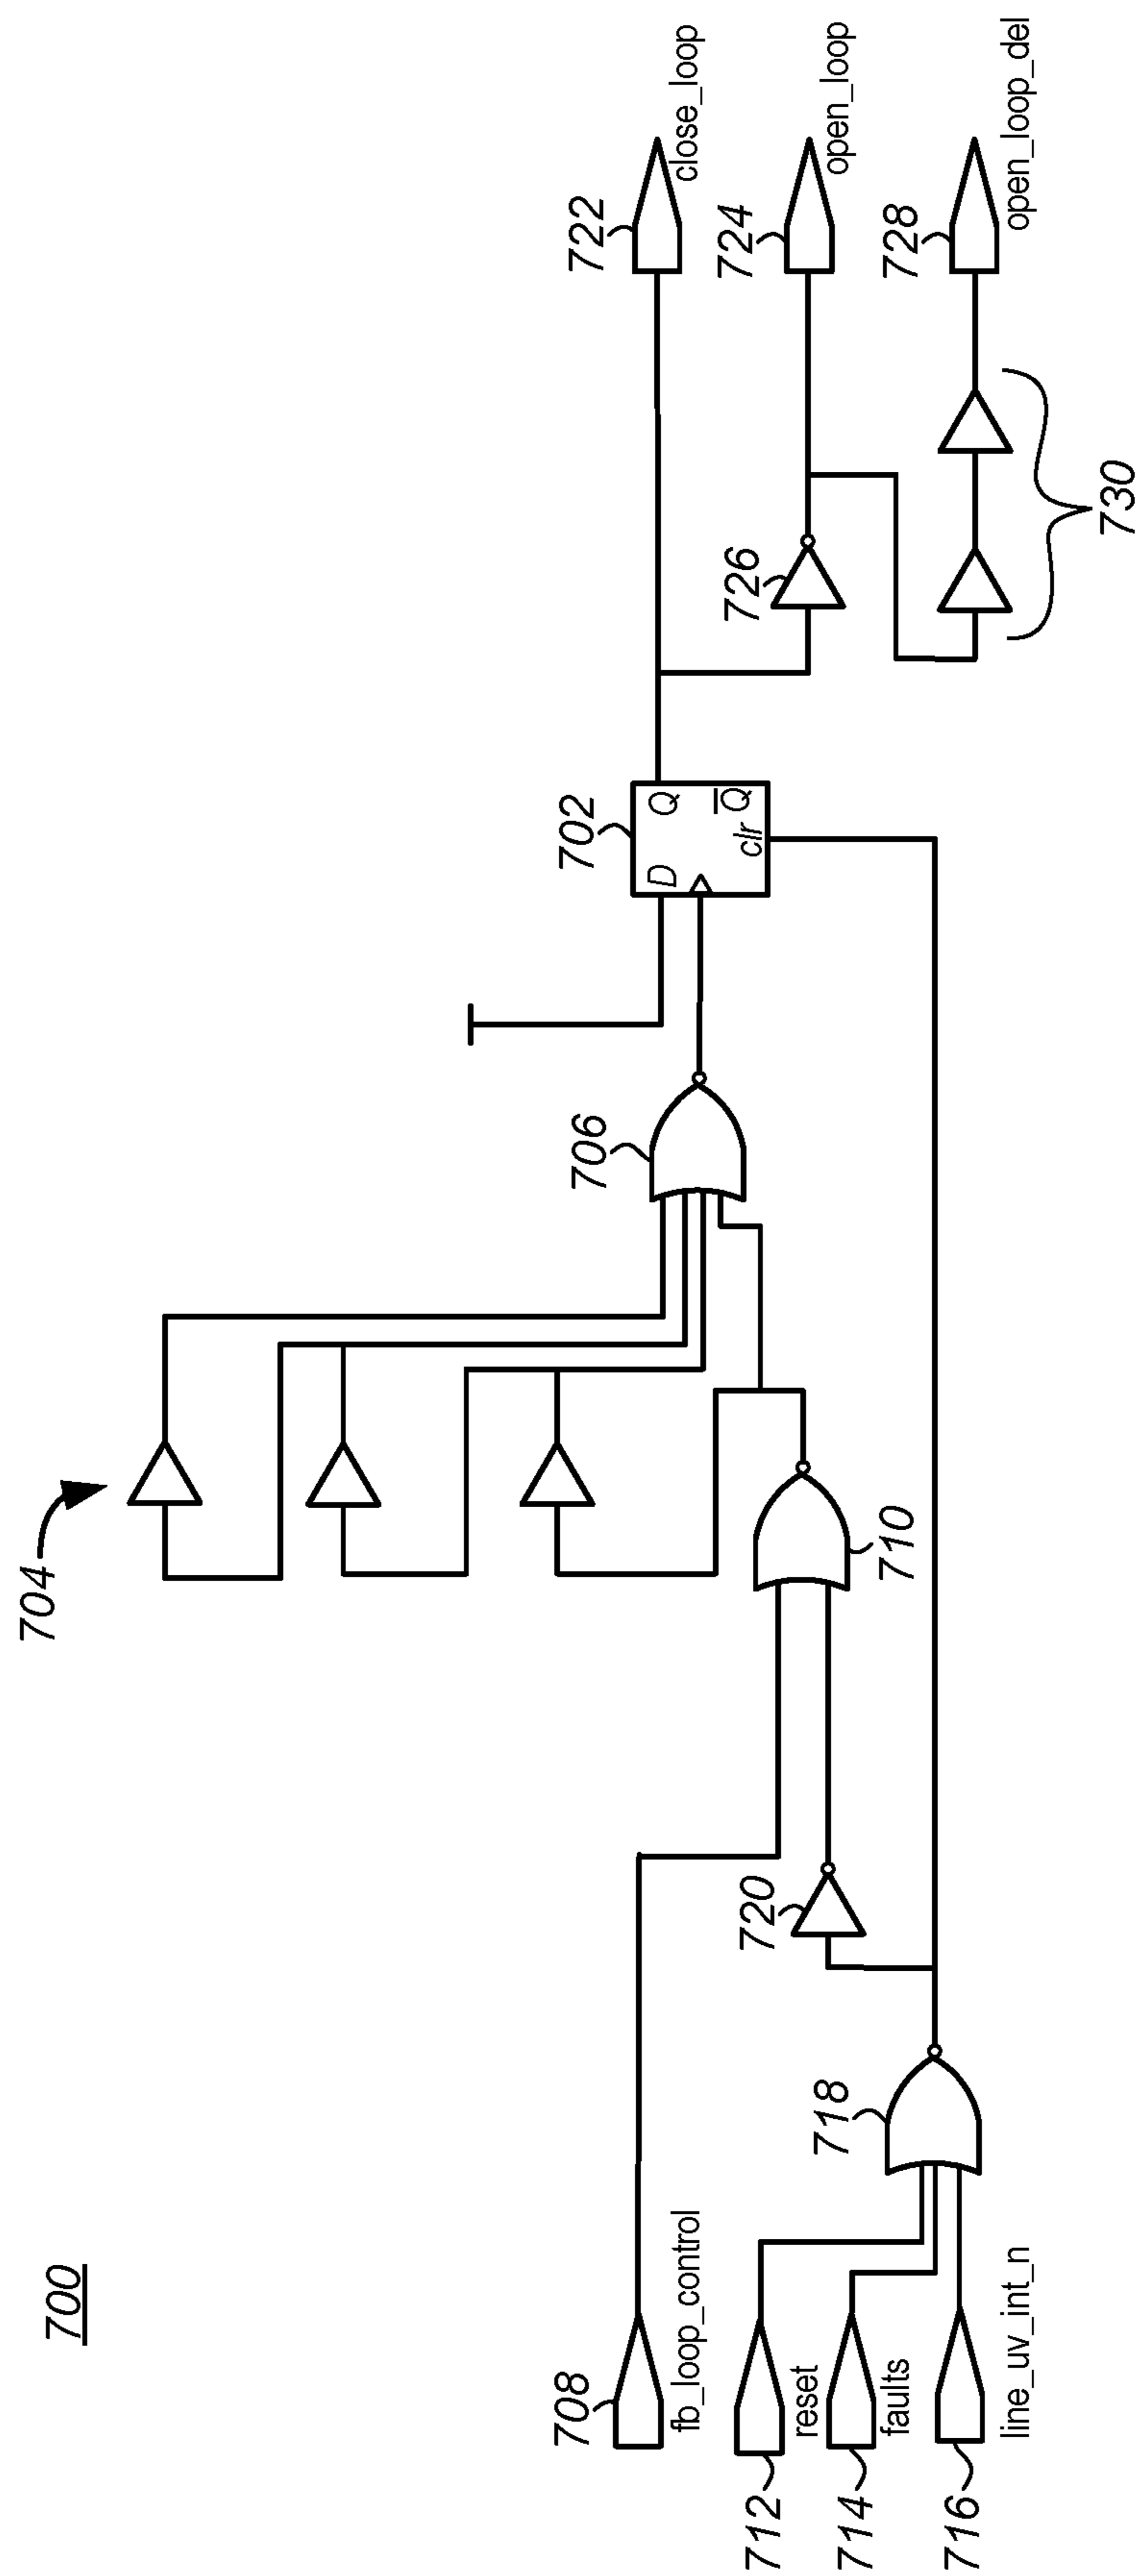 700
704
706
702
D
Q
Q
clr
722
close_loop
724
open_loop
726
728
open_loop_del
730
708
fb_loop_control
710
720
718
712
reset
714
faults
716
line_uv_int_n